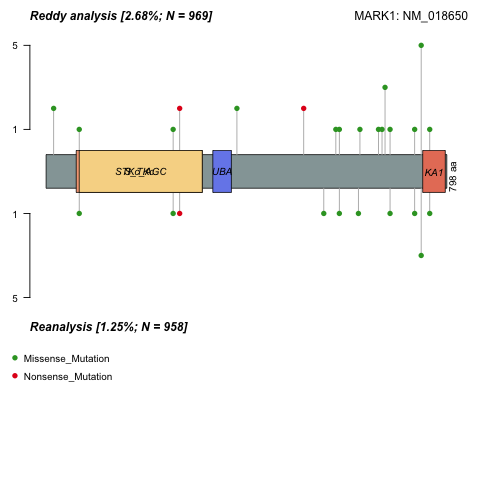 Reddy analysis [2.68%; N = 969]
MARK1: NM_018650
5
1
UBA
KA1
798 aa
1
5
Reanalysis [1.25%; N = 958]
Missense_Mutation
Nonsense_Mutation